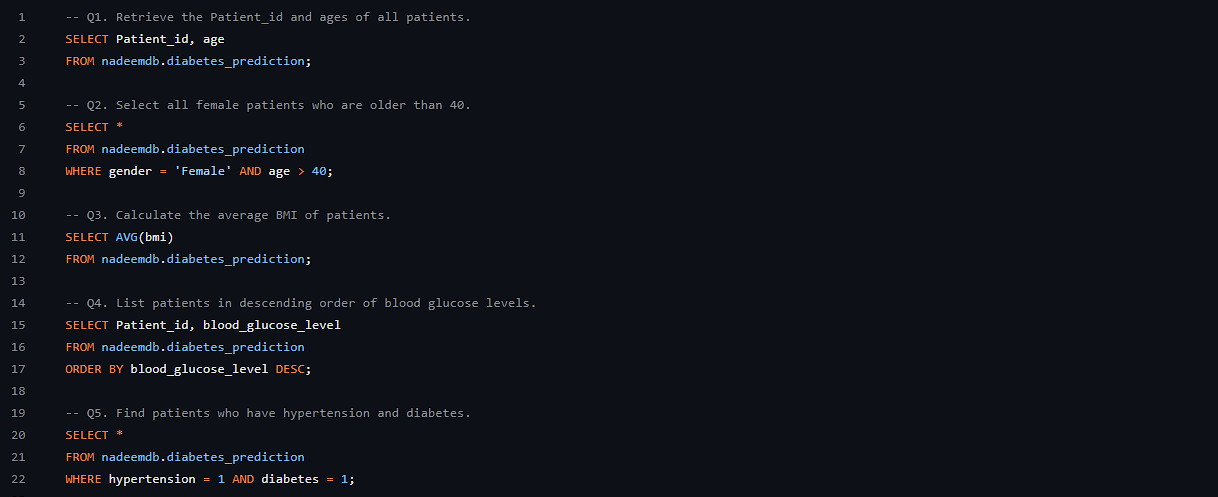 1 -- Q1. Retrieve the Patient_id and ages of all patients.
2 SELECT Patient_id, age
3 FROM nadeemdb.diabetes_prediction;
4
5 -- Q2. Select all female patients who are older than 40.
6 SELECT *
7 FROM nadeemdb.diabetes_prediction
8 WHERE gender = 'Female' AND age > 40;
9
10 -- Q3. Calculate the average BMI of patients.
11 SELECT AVG(bmi)
12 FROM nadeemdb.diabetes_prediction;
13
14 -- Q4. List patients in descending order of blood glucose levels.
15 SELECT Patient_id, blood_glucose_level
16 FROM nadeemdb.diabetes_prediction
17 ORDER BY blood_glucose_level DESC;
18
19 -- Q5. Find patients who have hypertension and diabetes.
20 SELECT *
21 FROM nadeemdb.diabetes_prediction
22 WHERE hypertension = 1 AND diabetes = 1;